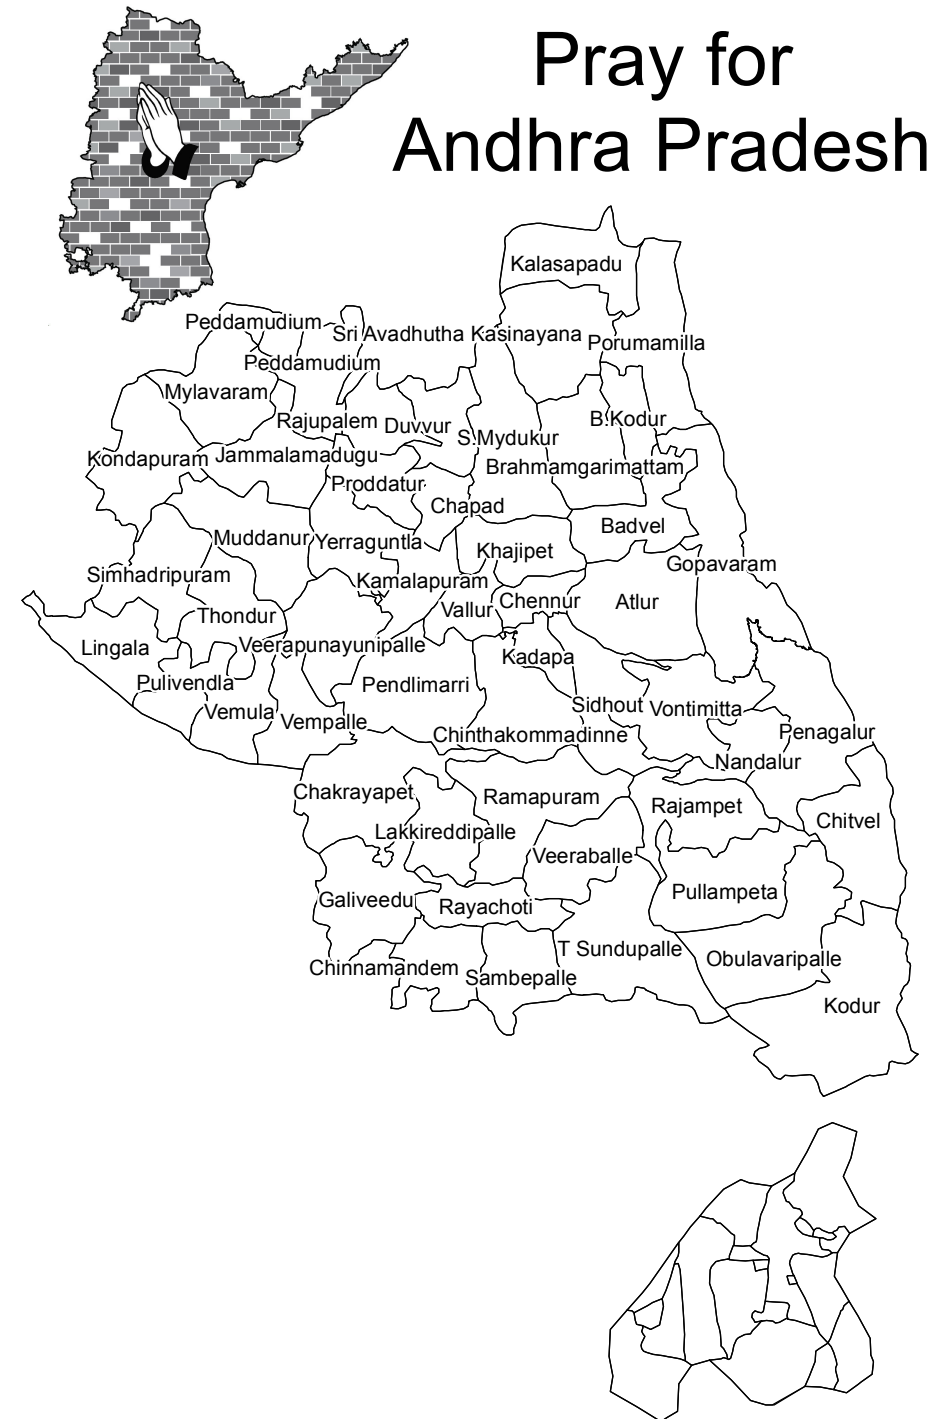 Pray for
Andhra Pradesh
Kalasapadu
Peddamudium
Sri Avadhutha Kasinayana
Porumamilla
Peddamudium
Mylavaram
Rajupalem
Duvvur
B.Kodur
S.Mydukur
Kondapuram
Jammalamadugu
Brahmamgarimattam
Proddatur
Chapad
Badvel
Muddanur
Yerraguntla
Khajipet
Gopavaram
Simhadripuram
Kamalapuram
Vallur
Chennur
Atlur
Thondur
Lingala
Veerapunayunipalle
Kadapa
Pulivendla
Pendlimarri
Sidhout
Vontimitta
Vemula
Vempalle
Chinthakommadinne
Penagalur
Nandalur
Chakrayapet
Ramapuram
Rajampet
Chitvel
Lakkireddipalle
Veeraballe
Galiveedu
Rayachoti
Pullampeta
T Sundupalle
Obulavaripalle
Chinnamandem
Sambepalle
Kodur